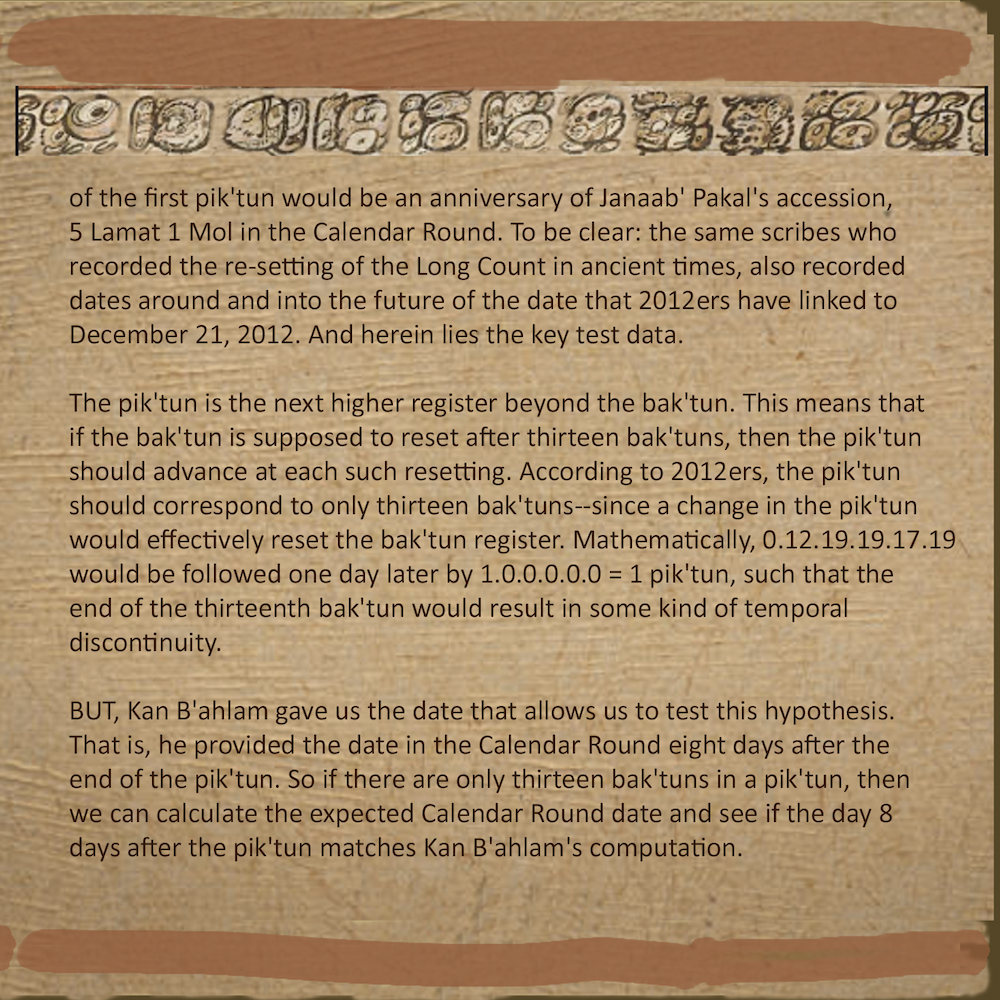 of the first pik'tun would be an anniversary of Janaab' Pakal's accession,
5 Lamat 1 Mol in the Calendar Round. To be clear: the same scribes who
recorded the re-setting of the Long Count in ancient times, also recorded
dates around and into the future of the date that 2012ers have linked to
December 21, 2012. And herein lies the key test data.
The pik'tun is the next higher register beyond the bak'tun. This means that
if the bak'tun is supposed to reset after thirteen bak'tuns, then the pik'tun
should advance at each such resetting. According to 2012ers, the pik'tun
should correspond to only thirteen bak'tuns--since a change in the pik'tun
would effectively reset the bak'tun register. Mathematically, 0.12.19.19.17.19
would be followed one day later by 1.0.0.0.0.0 = 1 pik'tun, such that the
end of the thirteenth bak'tun would result in some kind of temporal
discontinuity.
BUT, Kan B'ahlam gave us the date that allows us to test this hypothesis.
That is, he provided the date in the Calendar Round eight days after the
end of the pik'tun. So if there are only thirteen bak'tuns in a pik'tun, then
we can calculate the expected Calendar Round date and see if the day 8
days after the pik'tun matches Kan B'ahlam's computation.